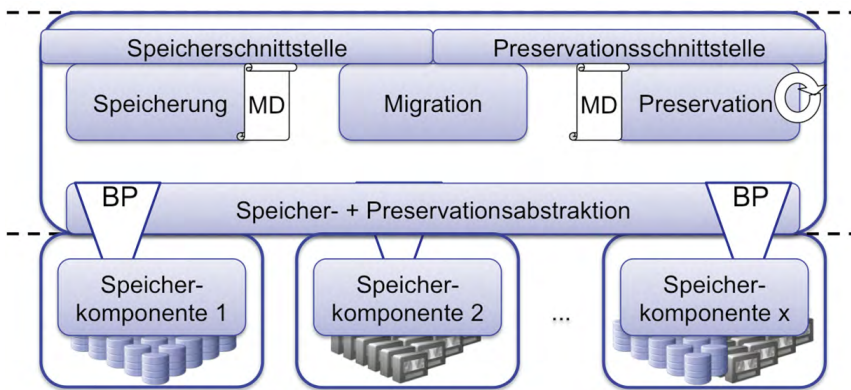 Speicherschnittstelle
Preservationsschnittstelle
Speicherung
MD
Migration
MD
Preservation
BP
Speicher- + Preservationsabstraktion
BP
Speicher-
komponente 1
Speicher-
komponente 2
...
Speicher-
komponente x